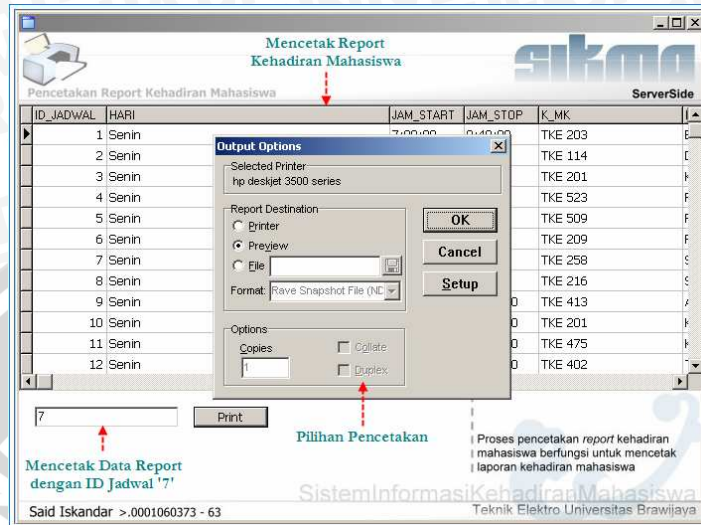 Mencetak Report
Kehadiran Mahasiswa
sikma
Pencetakan Report Kehadiran Mahasiswa
ServerSide
ID_JADWAL HARI JAM_START JAM_STOP K_MK
1 Senin TKE 203
2 Senin TKE 114
3 Senin TKE 201
4 Senin TKE 523
5 Senin TKE 509
6 Senin TKE 209
7 Senin TKE 258
8 Senin TKE 216
9 Senin TKE 413
10 Senin TKE 201
11 Senin TKE 475
12 Senin TKE 402
Output Options
Selected Printer
hp deskjet 3500 series
Report Destination
Printer
Preview
File
Format: Rave Snapshot File (ND
OK
Cancel
Setup
Options
Copies
1
Collate
Duplex
7
Print
Pilihan Pencetakan
Mencetak Data Report
dengan ID Jadwal '7'
Proses pencetakan report kehadiran
mahasiswa berfungsi untuk mencetak
laporan kehadiran mahasiswa
SistemInformasiKehadiranMahasiswa
Said Iskandar >.0001060373 - 63
Teknik Elektro Universitas Brawijaya